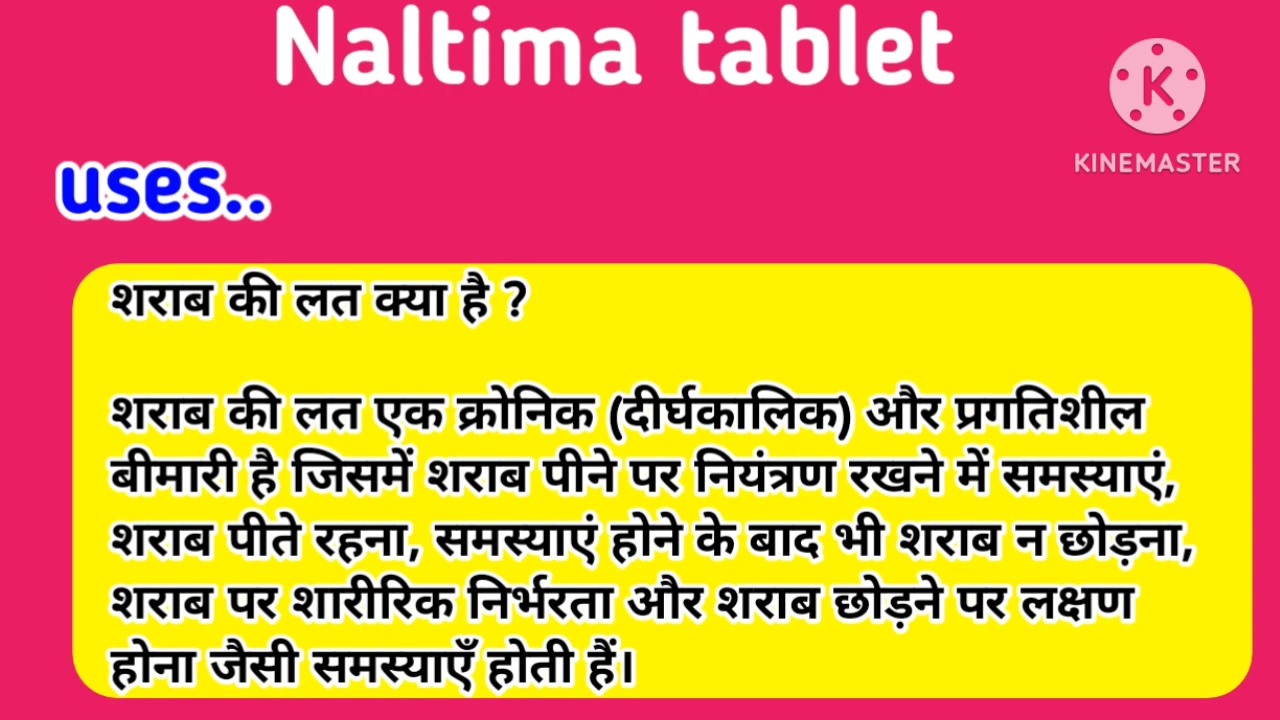 Naltima tablet
K
KINEMASTER
uses..
शराब की लत क्या है ?
शराब की लत एक क्रोनिक (दीर्घकालिक) और प्रगतिशील
बीमारी है जिसमें शराब पीने पर नियंत्रण रखने में समस्याएं,
शराब पीते रहना, समस्याएं होने के बाद भी शराब न छोड़ना,
शराब पर शारीरिक निर्भरता और शराब छोड़ने पर लक्षण
होना जैसी समस्याएँ होती हैं।